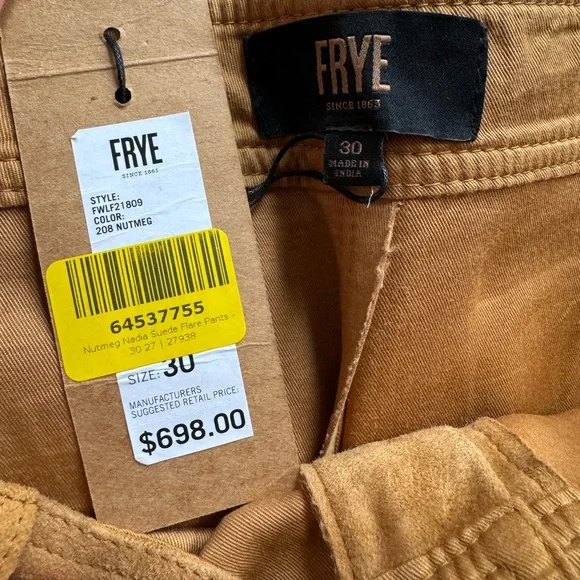 FRYE
SINCE 1863
STYLE:
FWLF21809
COLOR:
208 NUTMEG
64537755
Nutmeg Nadia Suede Flare Pants -
30 27 | 27938
SIZE: 30
MANUFACTURERS
SUGGESTED RETAIL PRICE:
$698.00
FRYE
SINCE 1863
30
MADE IN
INDIA